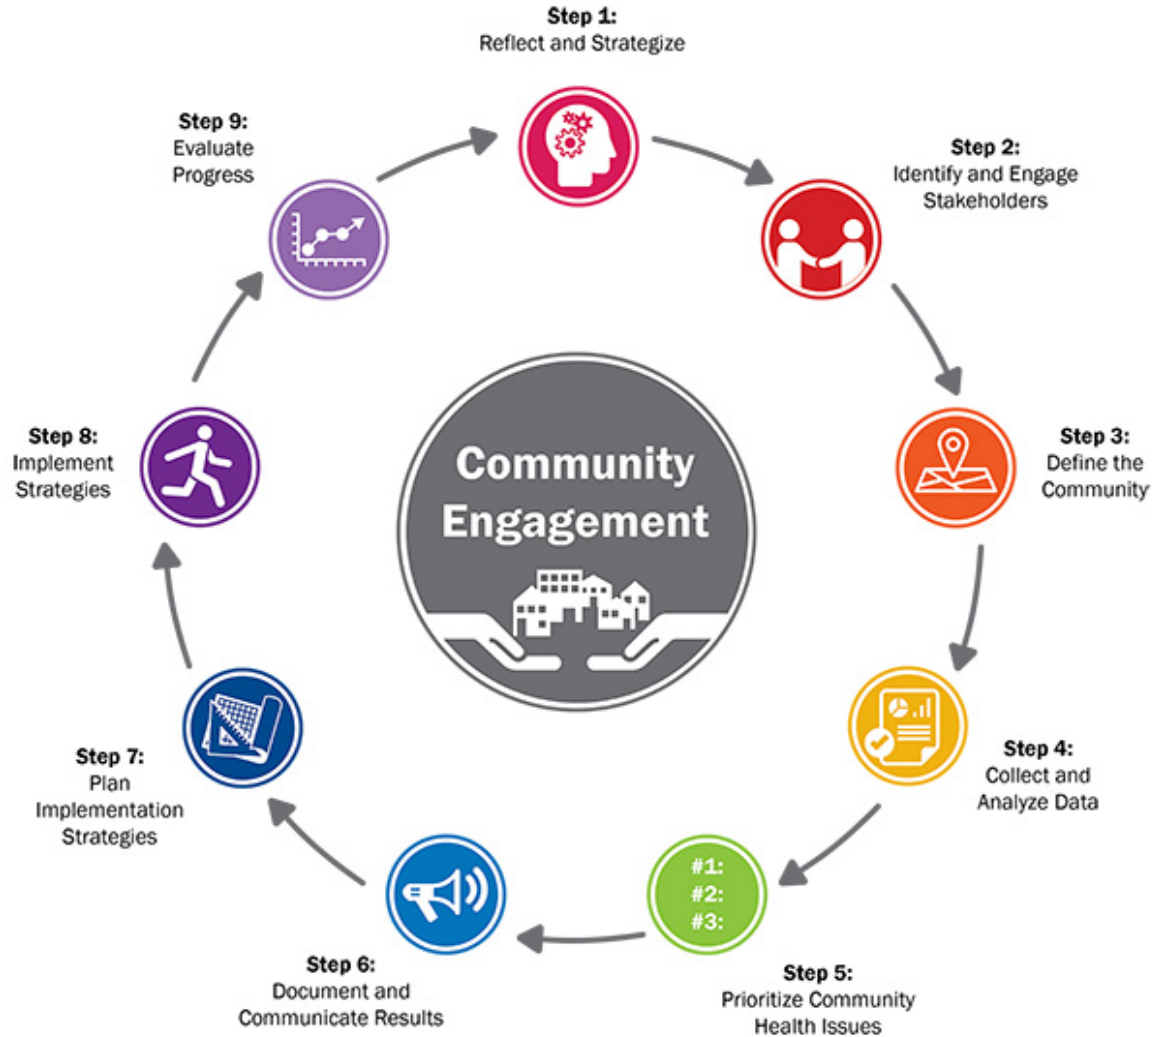 Step 1:
Reflect and Strategize
Step 2:
Identify and Engage
Stakeholders
Step 3:
Define the
Community
Step 4:
Collect and
Analyze Data
#1:
#2:
#3:
Step 5:
Prioritize Community
Health Issues
Step 6:
Document and
Communicate Results
Step 7:
Plan
Implementation
Strategies
Step 8:
Implement
Strategies
Step 9:
Evaluate
Progress
Community
Engagement